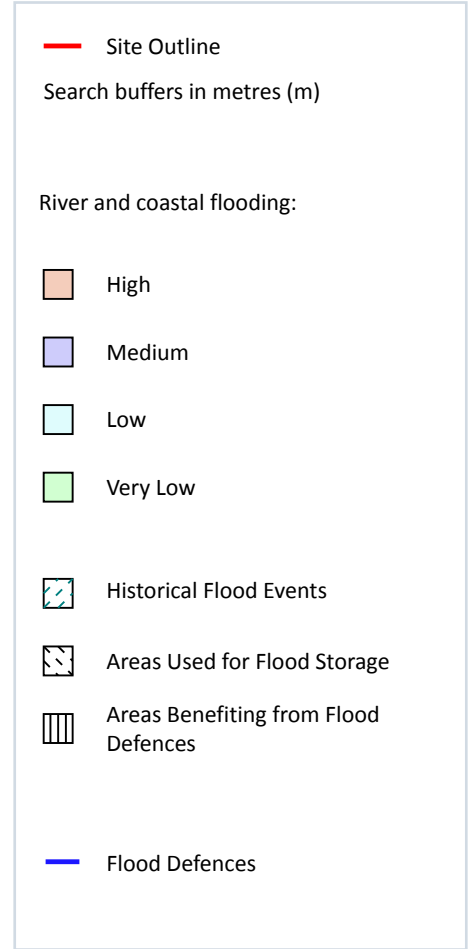 Site Outline
Search buffers in metres (m)
River and coastal flooding:
High
Medium
Low
Very Low
Historical Flood Events
Areas Used for Flood Storage
Areas Benefiting from Flood
Defences
Flood Defences